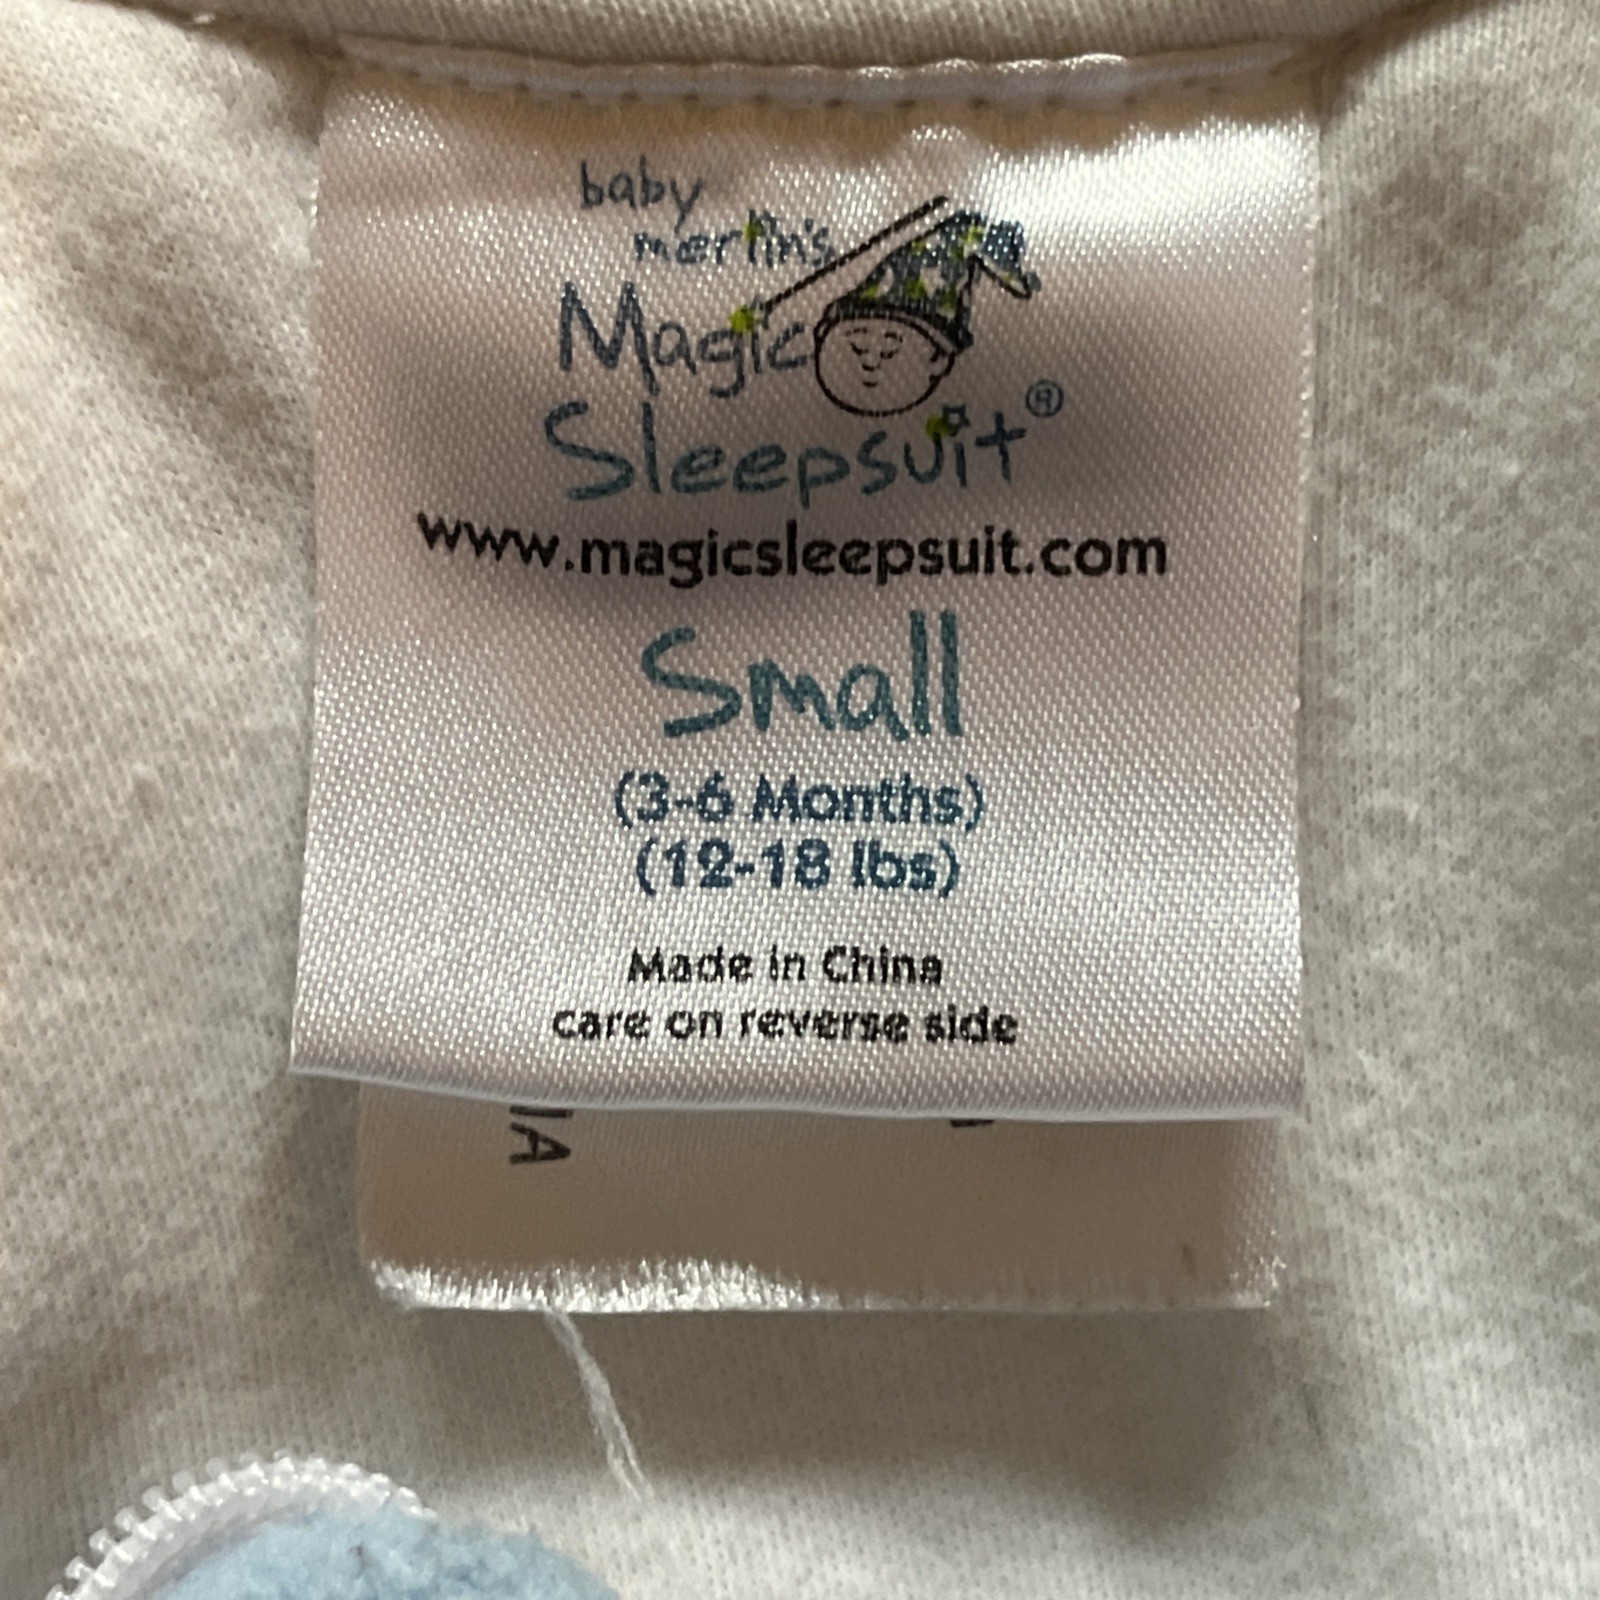 baby
merlin's
Magic
Sleepsuit®
www.magicsleepsuit.com
Small
(3-6 Months)
(12-18 lbs)
Made in China
care on reverse side